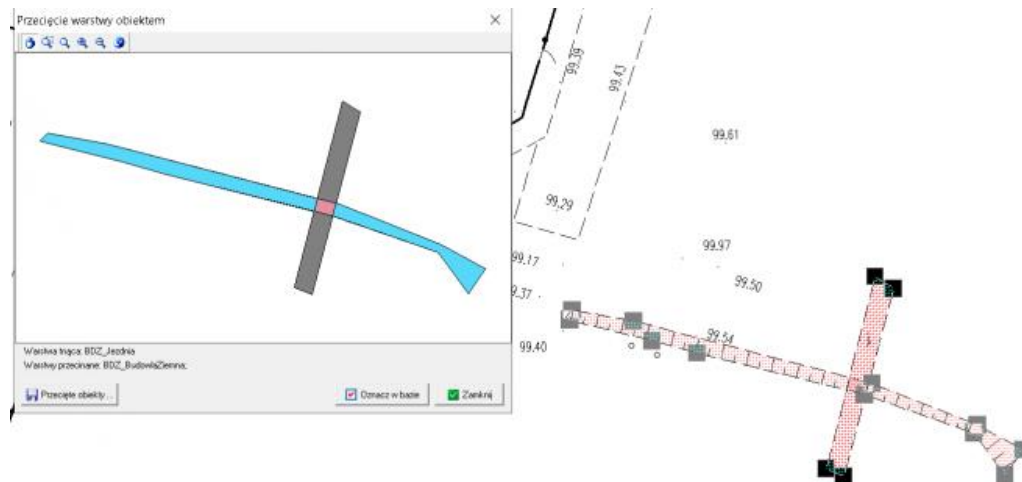 Przecięcie warstwy obiektem
Warstwa tnąca: BDZ_Jezdnia
Warstwy przecinane: BDZ_BudowlaZiemna;
Przecięte obiekty...
Oznacz w bazie
Zamknij
99.39
99.43
99.61
99.29
99.17
99.97
99.37
99.50
99.54
99.40